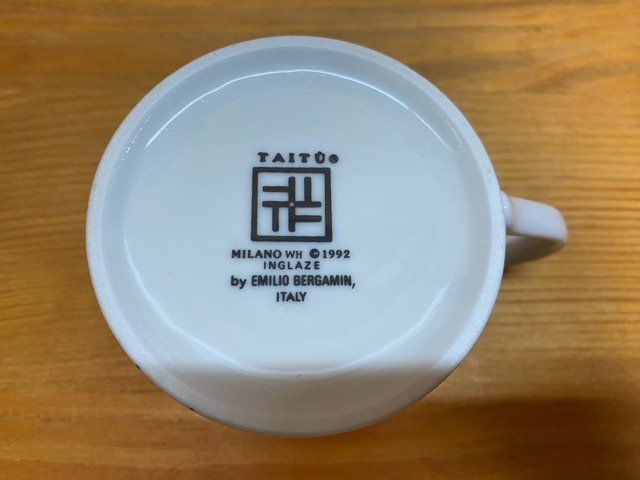 TAITÙ®
MILANO WH © 1992
INGLAZE
by EMILIO BERGAMIN,
ITALY